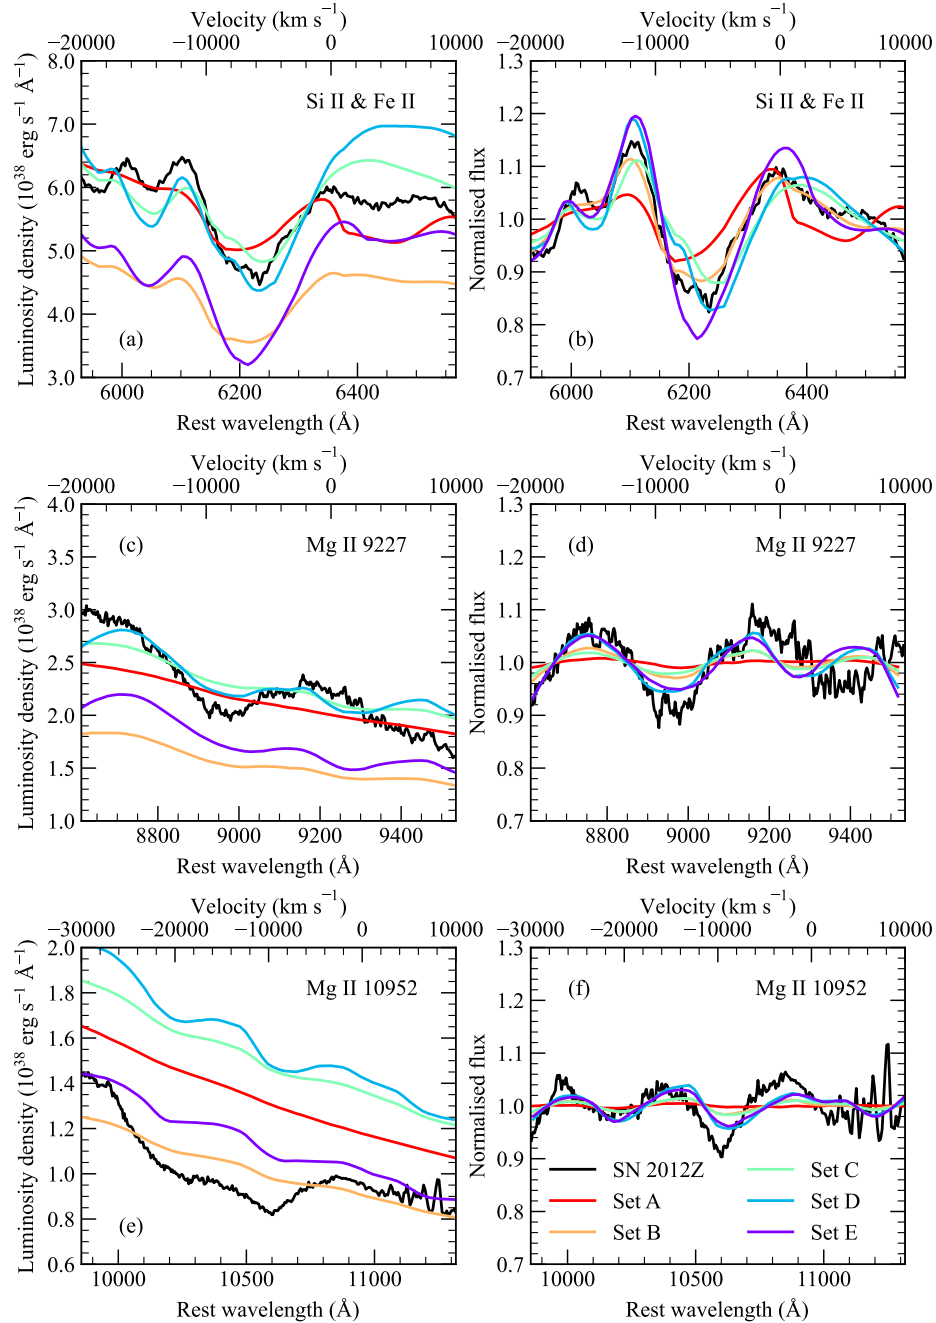 Velocity (km s−1)
Velocity (km s−1)
−20000 −10000 0 10000
−20000 −10000 0 10000
8.0
7.0
6.0
5.0
4.0
3.0
Luminosity density (10^38 erg s−1 Å−1)
Si II & Fe II
(a)
6000 6200 6400
Rest wavelength (Å)
1.3
1.2
1.1
1.0
0.9
0.8
0.7
Normalised flux
Si II & Fe II
(b)
6000 6200 6400
Rest wavelength (Å)
Velocity (km s−1)
Velocity (km s−1)
−20000 −10000 0 10000
−20000 −10000 0 10000
4.0
3.5
3.0
2.5
2.0
1.5
1.0
Luminosity density (10^38 erg s−1 Å−1)
(c)
Mg II 9227
8800 9000 9200 9400
Rest wavelength (Å)
1.3
1.2
1.1
1.0
0.9
0.8
0.7
Normalised flux
(d)
Mg II 9227
8800 9000 9200 9400
Rest wavelength (Å)
Velocity (km s−1)
Velocity (km s−1)
−30000 −20000 −10000 0 10000
−30000 −20000 −10000 0 10000
2.0
1.8
1.6
1.4
1.2
1.0
0.8
0.6
Luminosity density (10^38 erg s−1 Å−1)
Mg II 10952
(e)
10000 10500 11000
Rest wavelength (Å)
1.3
1.2
1.1
1.0
0.9
0.8
0.7
Normalised flux
(f)
Mg II 10952
SN 2012Z
Set A
Set B
Set C
Set D
Set E
10000 10500 11000
Rest wavelength (Å)